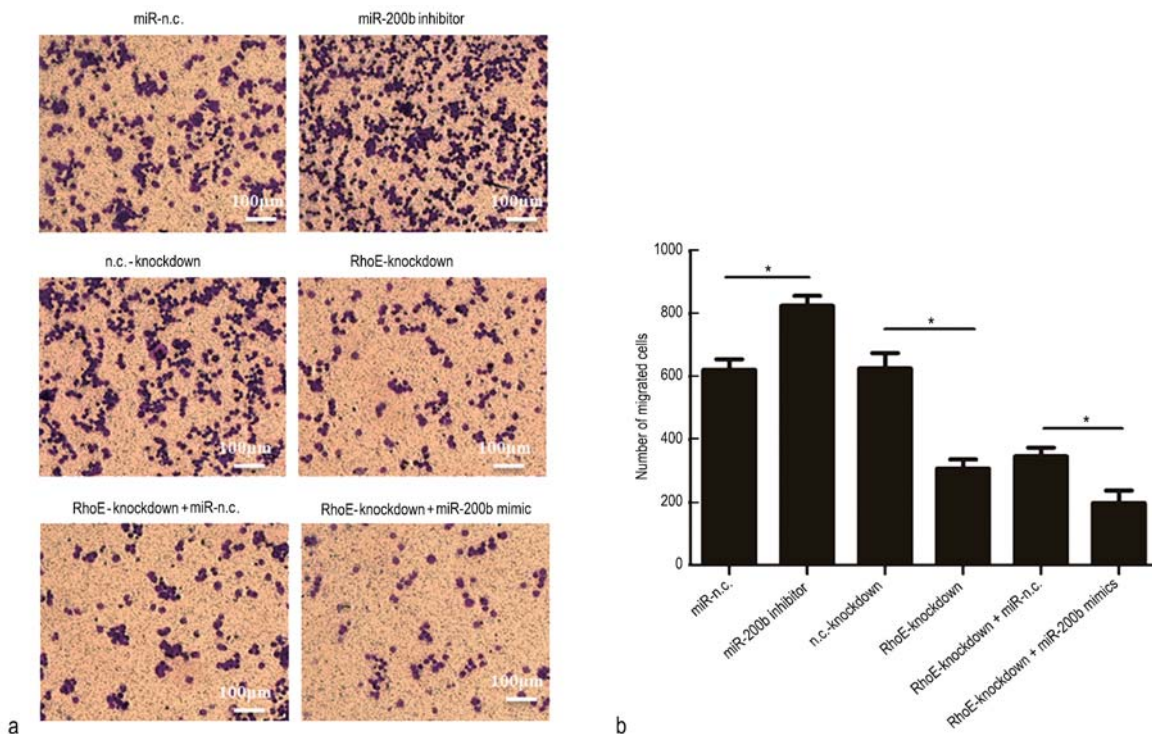 miR-n.c.
miR-200b inhibitor
100μm
100μm
n.c.-knockdown
RhoE-knockdown
100μm
100μm
RhoE-knockdown+miR-n.c.
RhoE-knockdown+miR-200b mimic
100μm
100μm
a
1000
800
600
400
200
0
Number of migrated cells
*
*
*
miR-n.c.
miR-200b inhibitor
n.c.-knockdown
RhoE-knockdown
RhoE-knockdown + miR-n.c.
RhoE-knockdown + miR-200b mimics
b